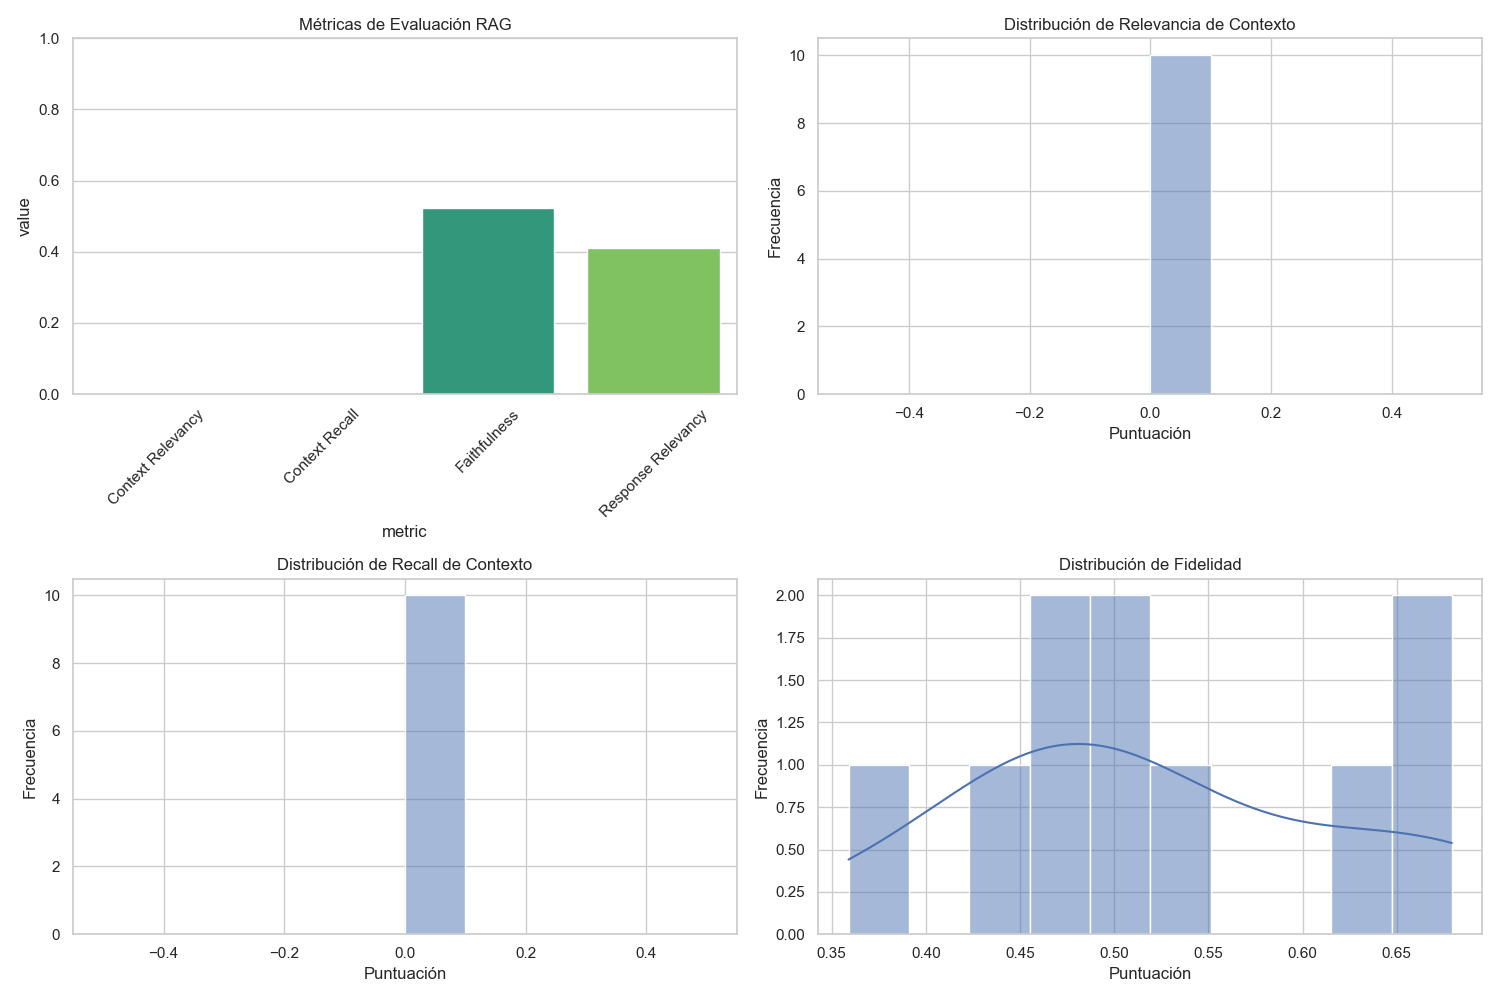 Métricas de Evaluación RAG
1.0
0.8
0.6
0.4
0.2
0.0
value
Context Relevancy
Context Recall
Faithfulness
Response Relevancy
metric
Distribución de Relevancia de Contexto
10
8
6
4
2
0
Frecuencia
−0.4 −0.2 0.0 0.2 0.4
Puntuación
Distribución de Recall de Contexto
10
8
6
4
2
0
Frecuencia
−0.4 −0.2 0.0 0.2 0.4
Puntuación
Distribución de Fidelidad
2.00
1.75
1.50
1.25
1.00
0.75
0.50
0.25
0.00
Frecuencia
0.35 0.40 0.45 0.50 0.55 0.60 0.65
Puntuación